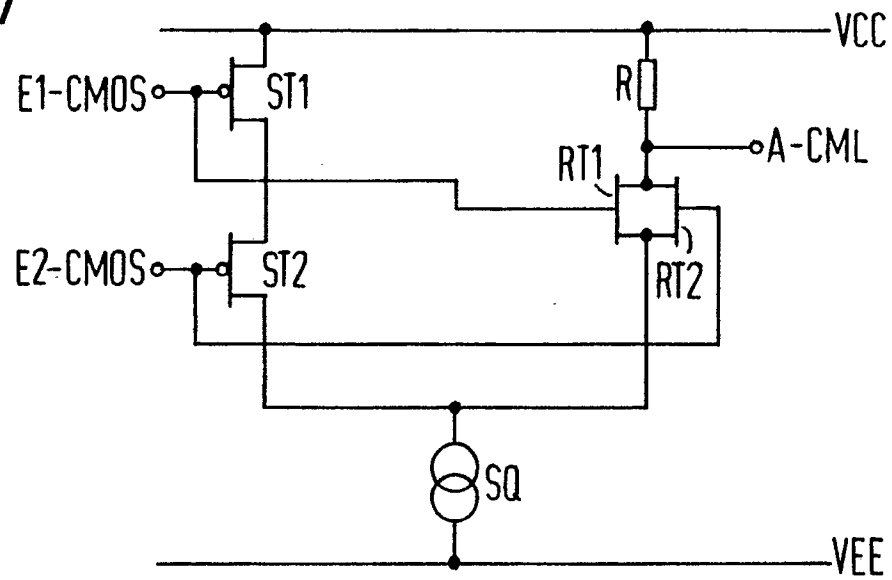 VCC
E1-CMOS
ST1
R
A-CML
RT1
E2-CMOS
ST2
RT2
SQ
VEE